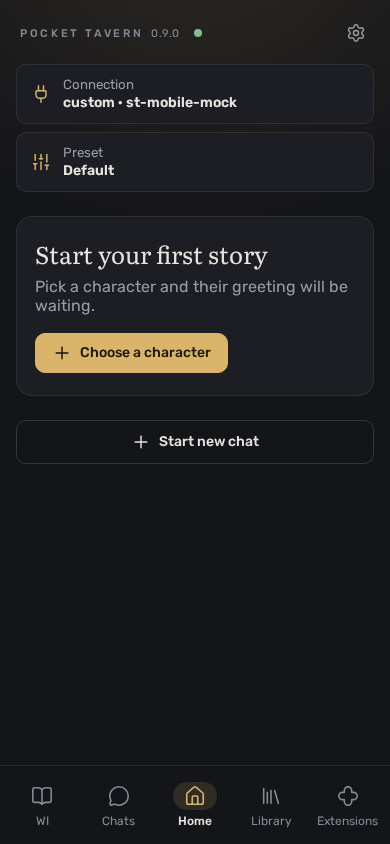 POCKET TAVERN 0.9.0
Connection
custom • st-mobile-mock
Preset
Default
Start your first story
Pick a character and their greeting will be
waiting.
Choose a character
Start new chat
WI
Chats
Home
Library
Extensions